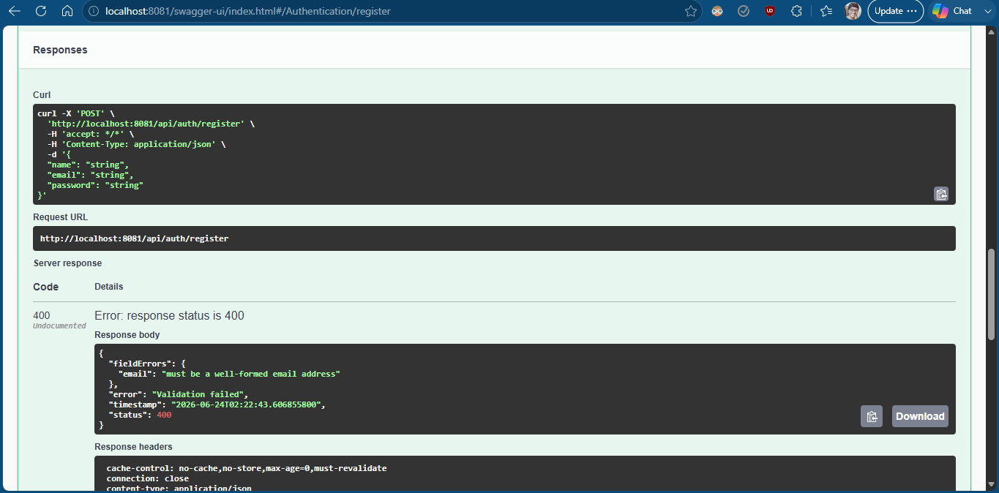 localhost:8081/swagger-ui/index.html#/Authentication/register
UD
Update
Chat
Responses
Curl
curl -X 'POST' \
  'http://localhost:8081/api/auth/register' \
  -H 'accept: */*' \
  -H 'Content-Type: application/json' \
  -d '{
  "name": "string",
  "email": "string",
  "password": "string"
}'
Request URL
http://localhost:8081/api/auth/register
Server response
Code Details
400 Error: response status is 400
Undocumented
Response body
{
  "fieldErrors": {
    "email": "must be a well-formed email address"
  },
  "error": "Validation failed",
  "timestamp": "2026-06-24T02:22:43.606855800",
  "status": 400
}
Download
Response headers
cache-control: no-cache,no-store,max-age=0,must-revalidate
connection: close
content-type: application/json